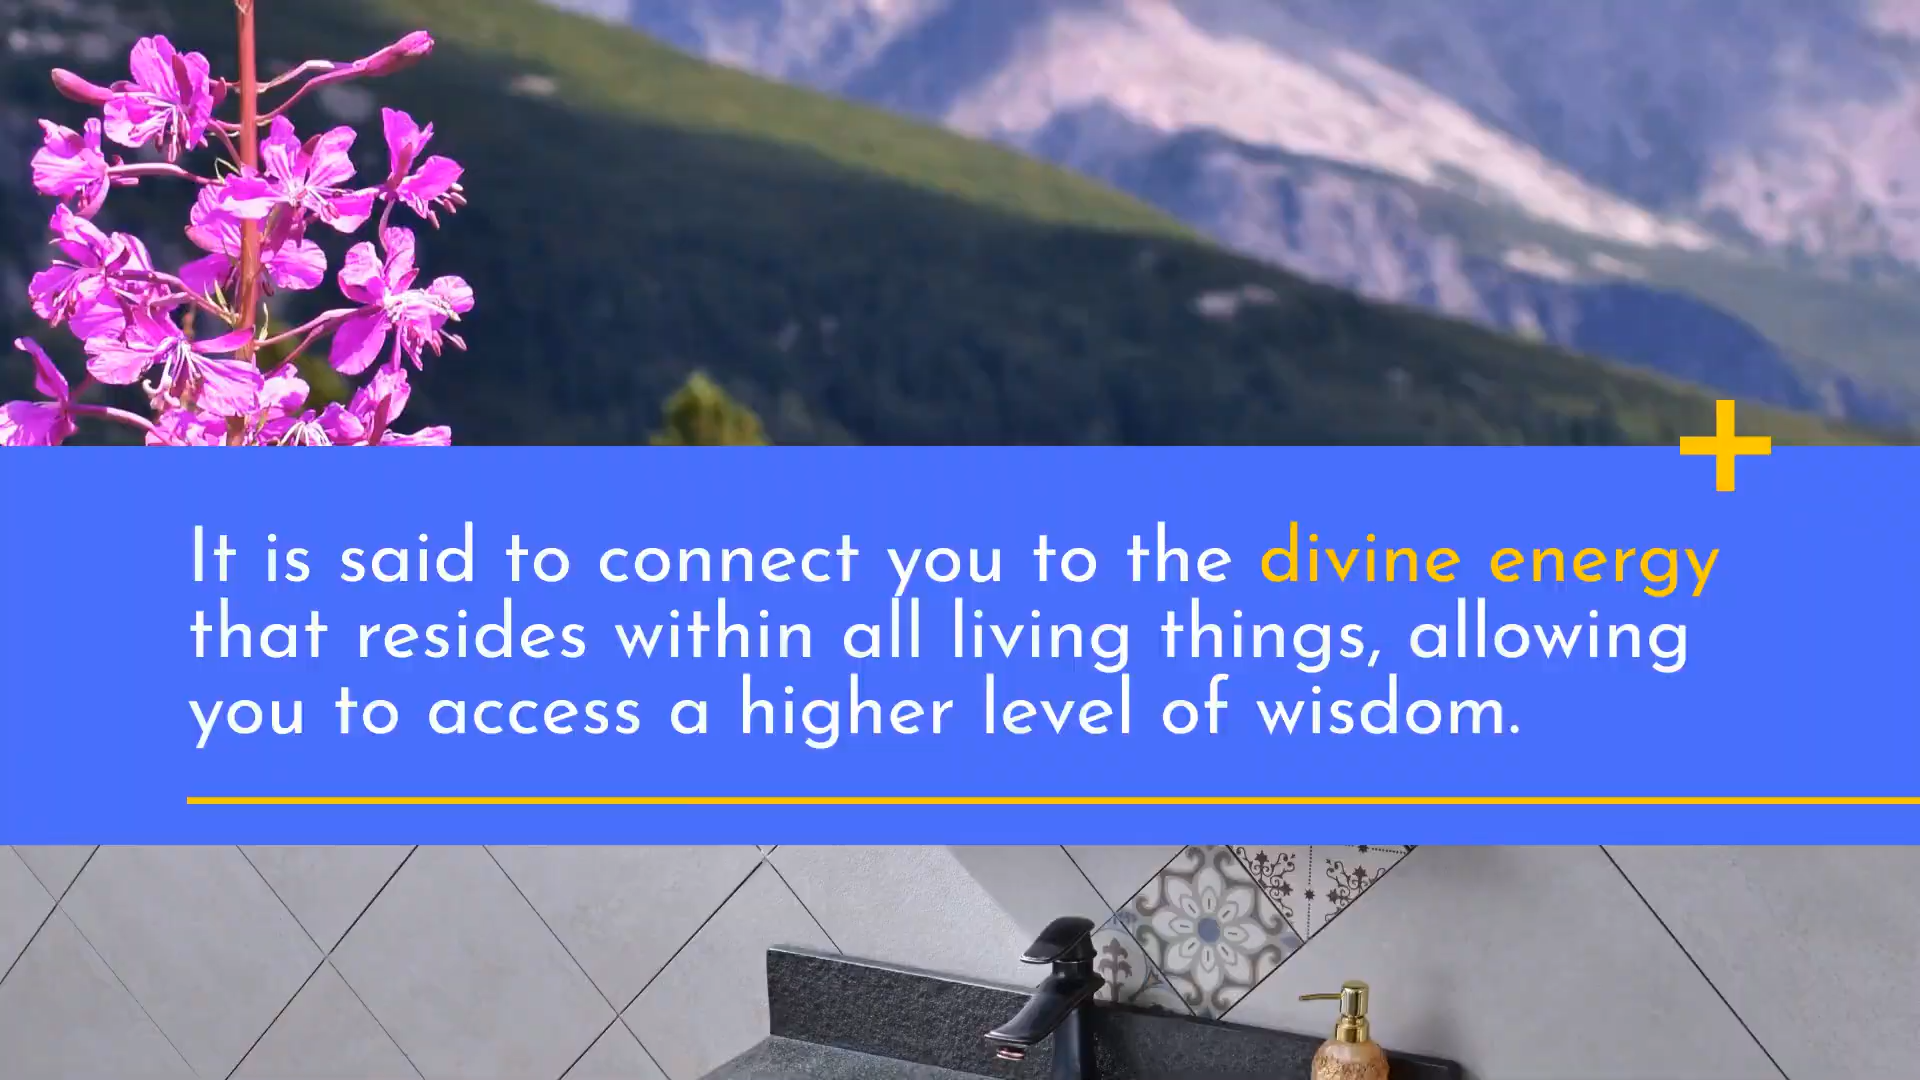 It is said to connect you to the divine energy
that resides within all living things, allowing
you to access a higher level of wisdom.